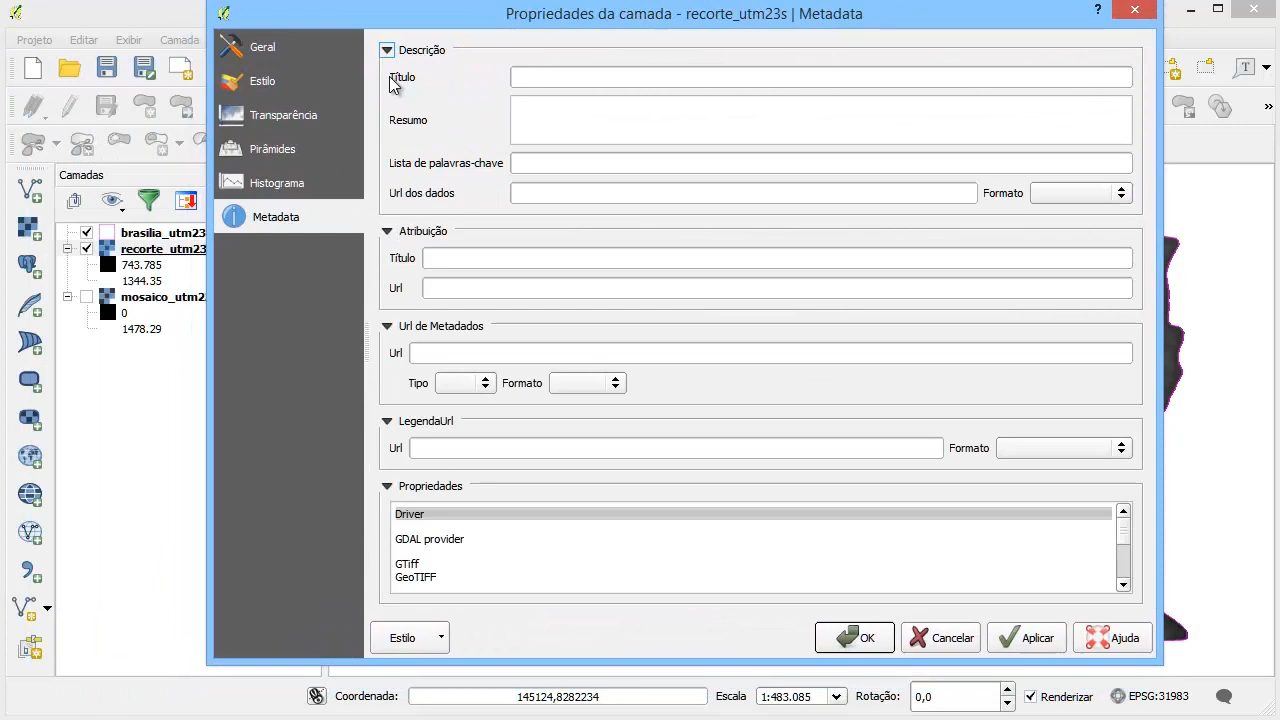 Propriedades da camada - recorte_utm23s | Metadata
?
Projeto Editar Exibir Camada
Camadas
brasilia_utm23
recorte_utm23
743.785
1344.35
mosaico_utm2
0
1478.29
Geral
Estilo
Transparência
Pirâmides
Histograma
Metadata
Descrição
Título
Resumo
Lista de palavras-chave
Url dos dados Formato
Atribuição
Título
Url
Url de Metadados
Url
Tipo Formato
LegendaUrl
Url Formato
Propriedades
Driver
GDAL provider
GTiff
GeoTIFF
Estilo OK Cancelar Aplicar Ajuda
Coordenada: 145124,8282234 Escala 1:483.085 Rotação: 0,0 Renderizar EPSG:31983